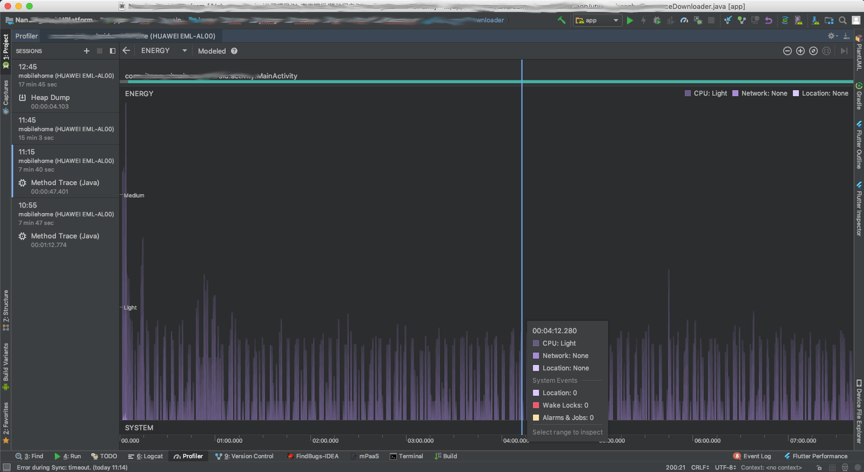 ceDownloader.java [app]
Nan
Platform
wnloader
app
Profiler
(HUAWEI EML-AL00)
SESSIONS
ENERGY
Modeled
12:45
mobilehome (HUAWEI EML-AL00)
17 min 45 sec
Heap Dump
00:00:04.103
11:45
mobilehome (HUAWEI EML-AL00)
15 min 3 sec
11:15
mobilehome (HUAWEI EML-AL00)
7 min 40 sec
Method Trace (Java)
00:00:47.401
10:55
mobilehome (HUAWEI EML-AL00)
7 min 47 sec
Method Trace (Java)
00:01:12.774
MainActivity
ENERGY
CPU: Light
Network: None
Location: None
Medium
Light
00:04:12.280
CPU: Light
Network: None
Location: None
System Events
Location: 0
Wake Locks: 0
Alarms & Jobs: 0
Select range to inspect
SYSTEM
00.000
01:00.000
02:00.000
03:00.000
04:00.000
:00.000
06:00.000
07:00.000
1: Project
Captures
7: Structure
Build Variants
2: Favorites
PlantUML
Gradle
Flutter Outline
Flutter Inspector
Device File Explorer
3: Find
4: Run
TODO
6: Logcat
Profiler
9: Version Control
FindBugs-IDEA
mPaaS
Terminal
Build
Event Log
Flutter Performance
Error during Sync: timeout. (today 11:14)
200:21
CRLF:
UTF-8:
Context: <no context>